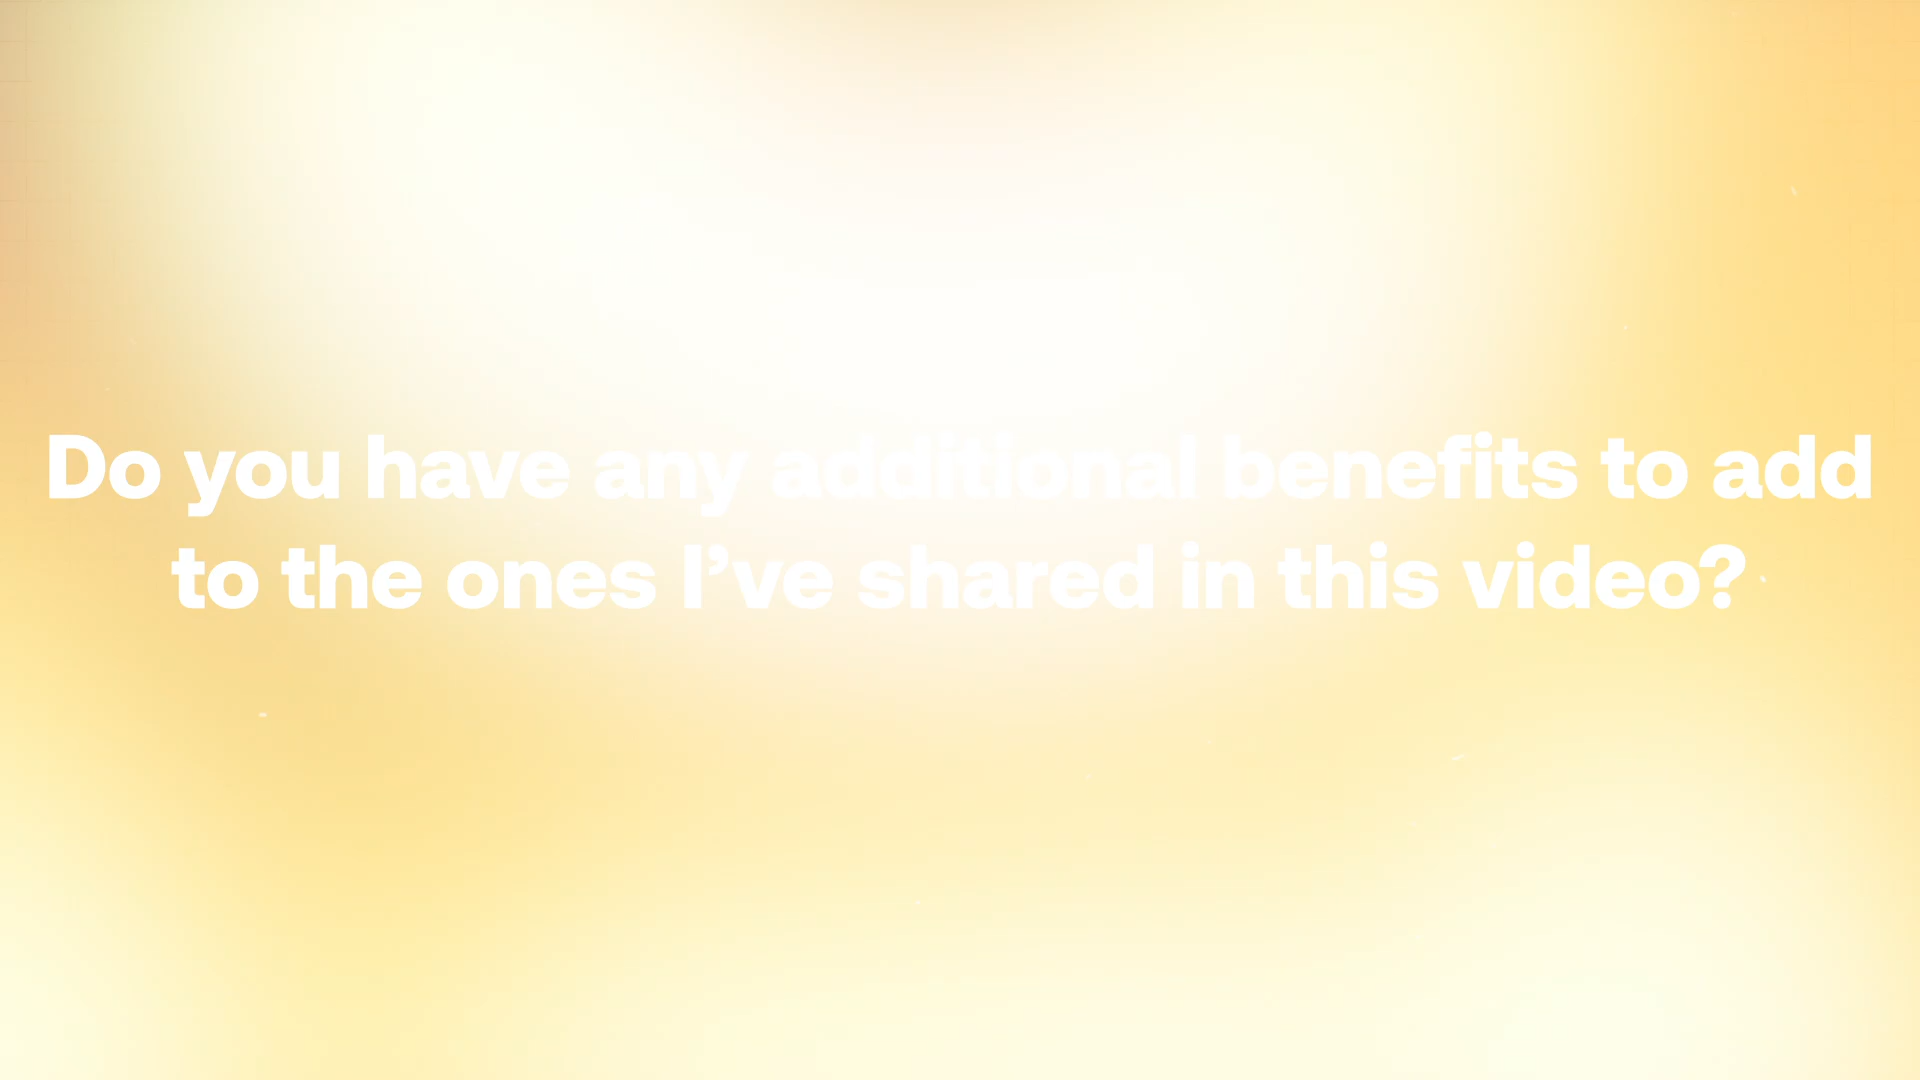 Do you have any additional benefits to add
to the ones I’ve shared in this video?